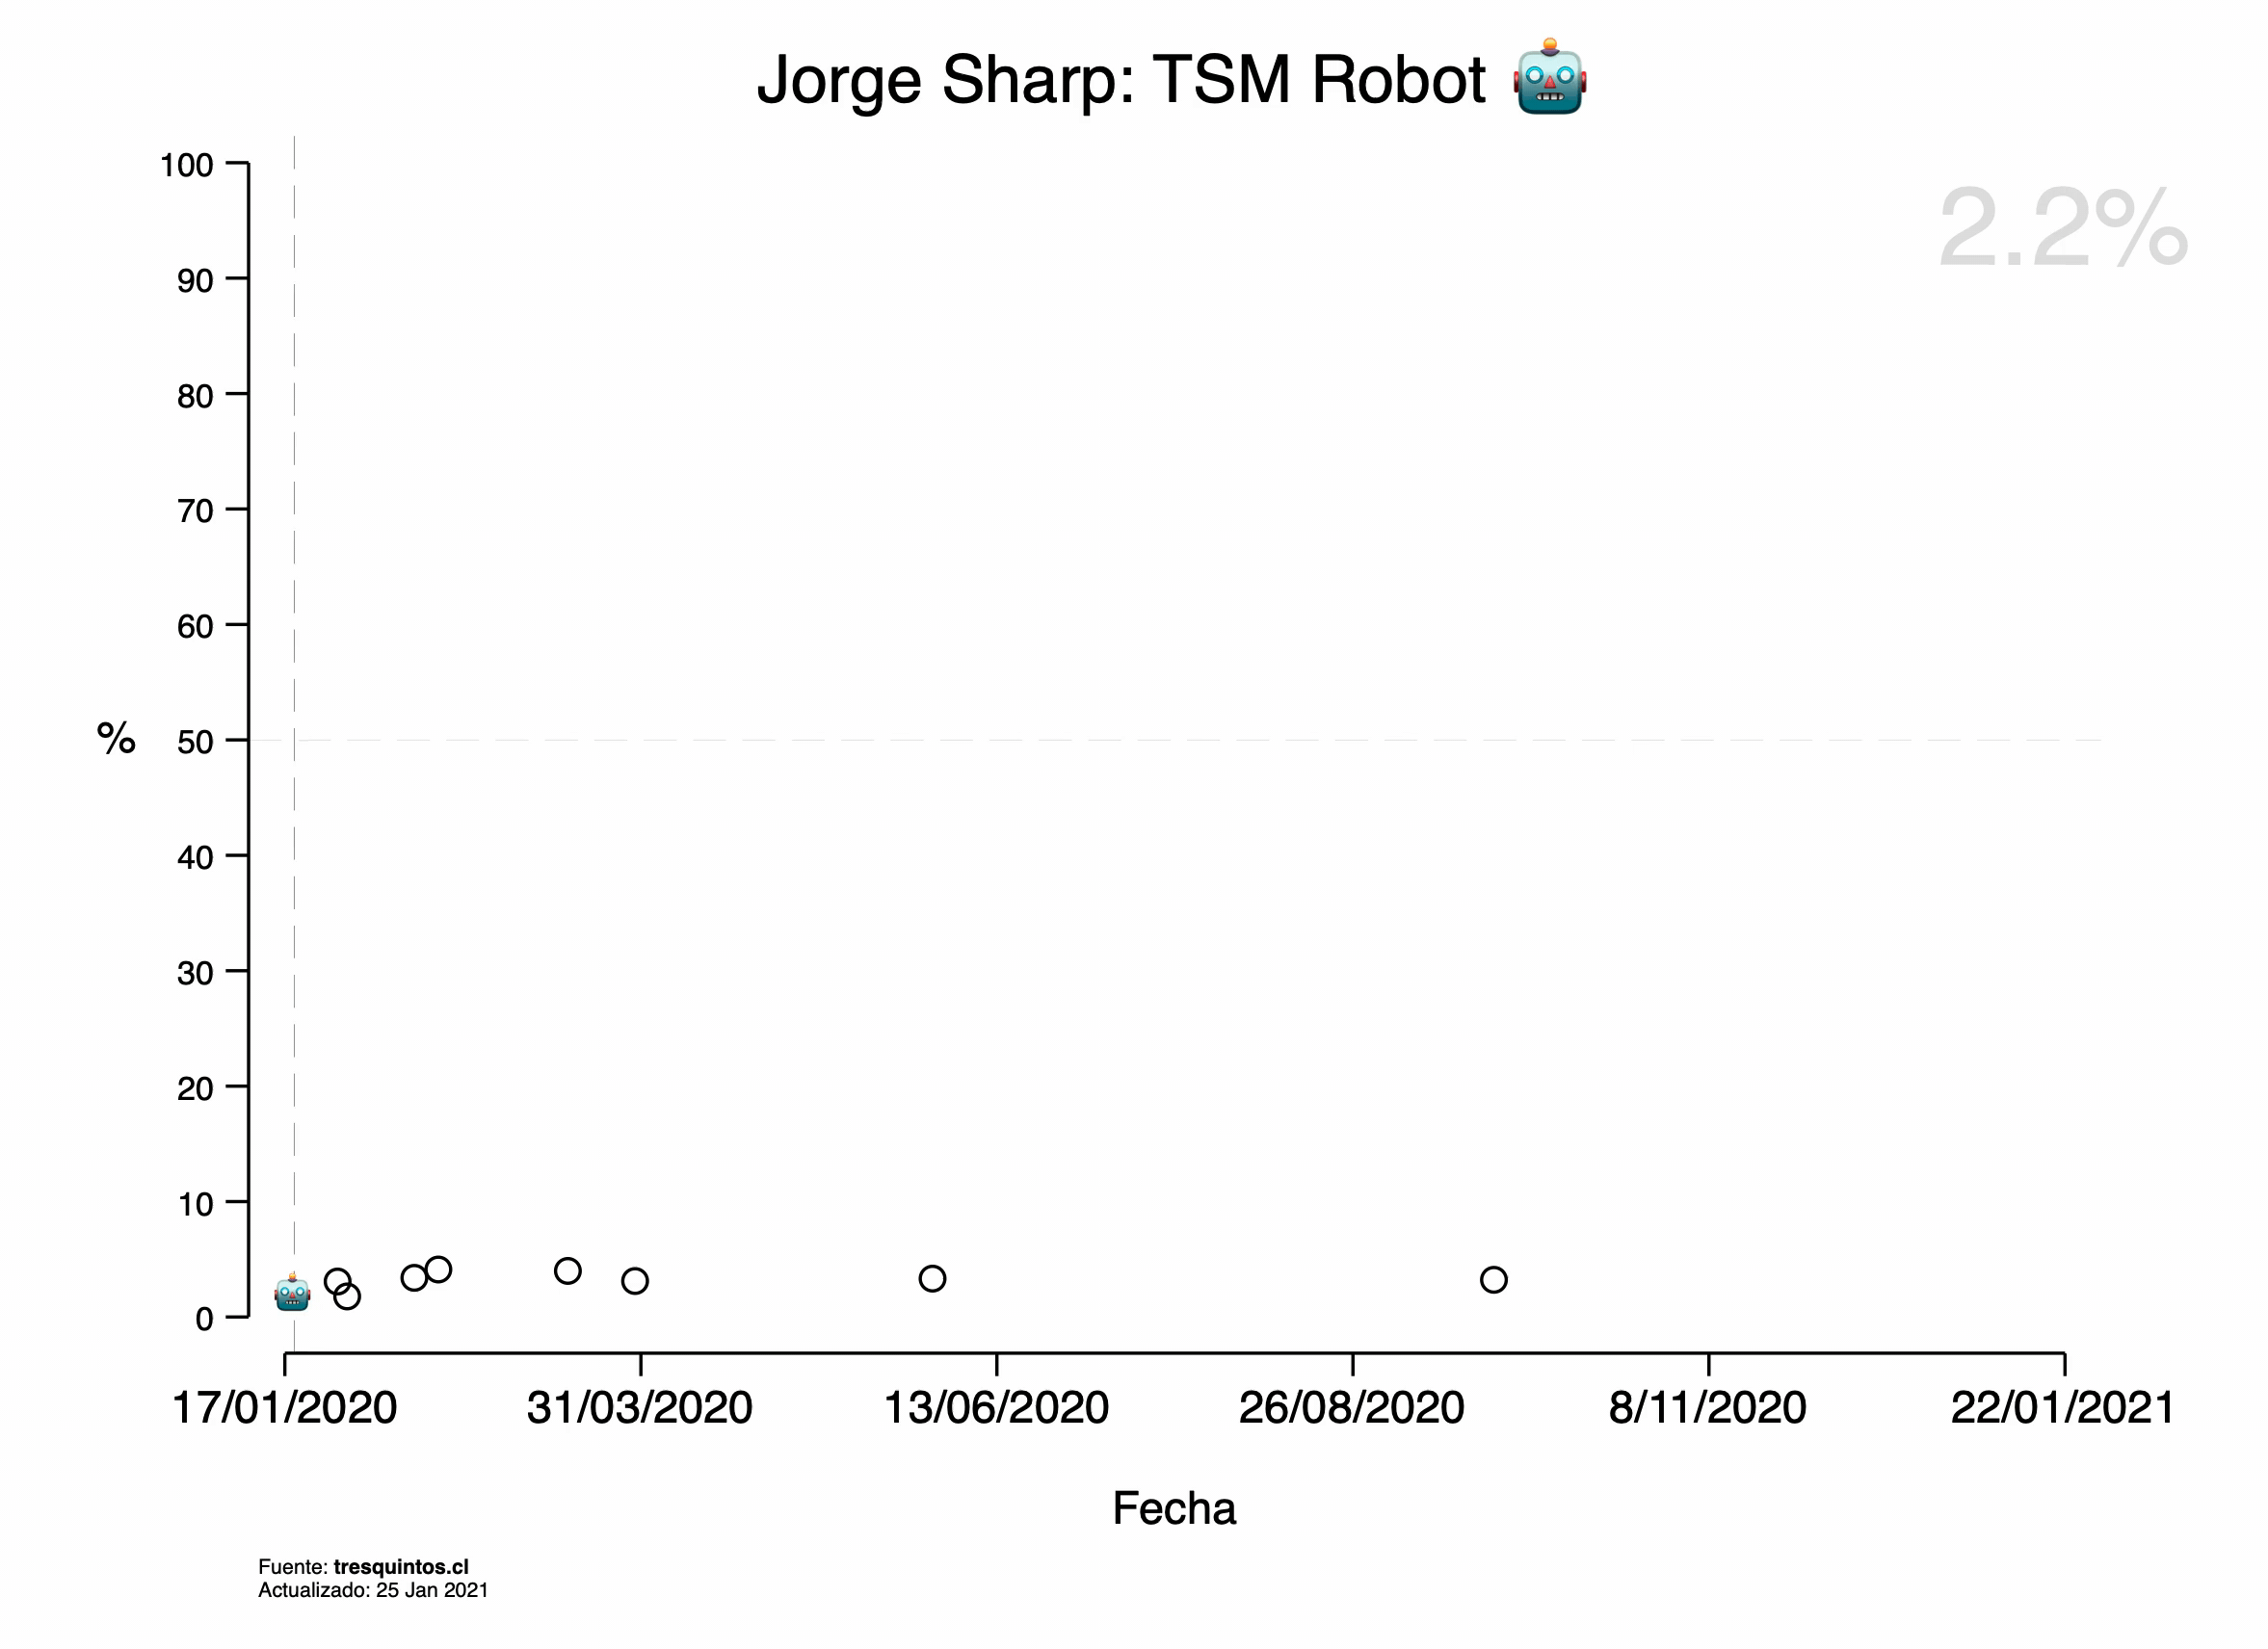 Jorge Sharp: TSM Robot 🤖
2.2%
100
90
80
70
60
% 50
40
30
20
10
0
17/01/2020 31/03/2020 13/06/2020 26/08/2020 8/11/2020 22/01/2021
Fecha
Fuente: tresquintos.cl
Actualizado: 25 Jan 2021